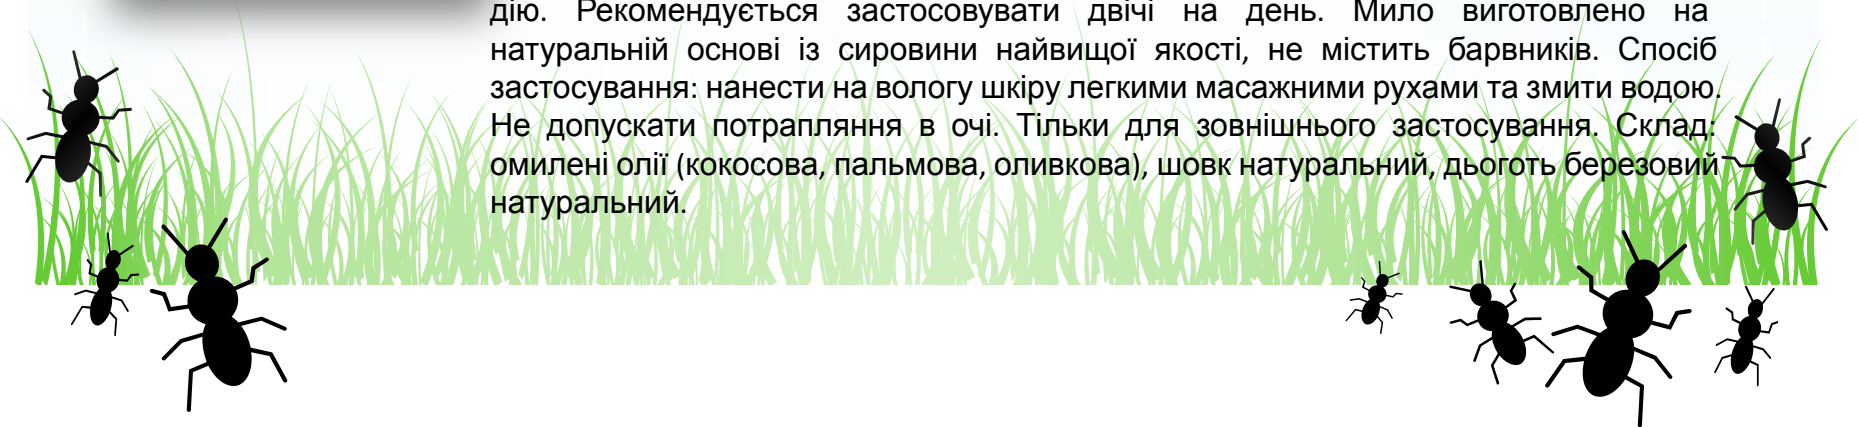 дію. Рекомендується застосовувати двічі на день. Мило виготовлено на
натуральній основі із сировини найвищої якості, не містить барвників. Спосіб
застосування: нанести на вологу шкіру легкими масажними рухами та змити водою.
Не допускати потрапляння в очі. Тільки для зовнішнього застосування. Склад:
омилені олії (кокосова, пальмова, оливкова), шовк натуральний, дьоготь березовий
натуральний.